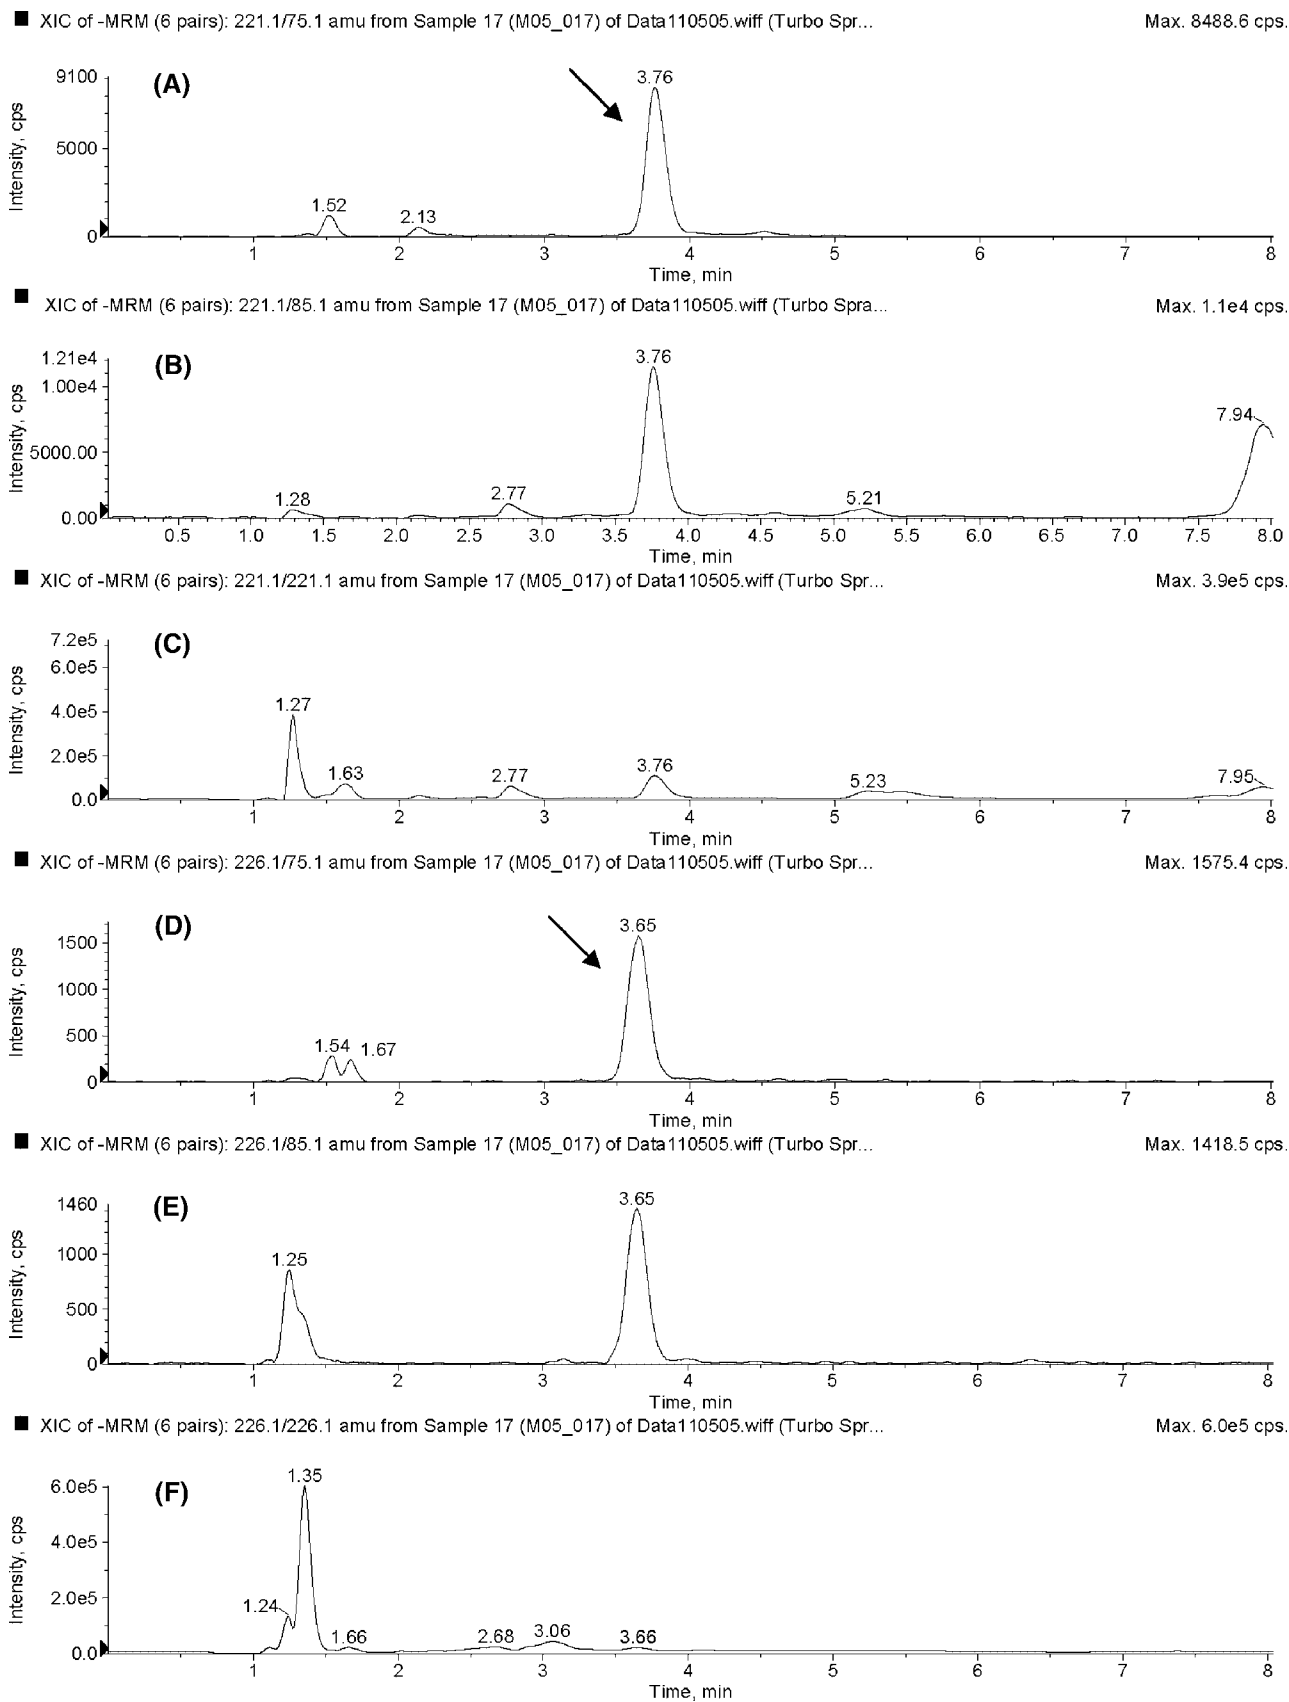 XIC of -MRM (6 pairs): 221.1/75.1 amu from Sample 17 (M05_017) of Data110505.wiff (Turbo Spr... Max. 8488.6 cps.
(A)
Intensity, cps
9100
5000
0
1.52
2.13
3.76
1 2 3 4 5 6 7 8
Time, min
XIC of -MRM (6 pairs): 221.1/85.1 amu from Sample 17 (M05_017) of Data110505.wiff (Turbo Spra... Max. 1.1e4 cps.
(B)
Intensity, cps
1.21e4
1.00e4
5000.00
0.00
1.28
2.77
3.76
5.21
7.94
0.5 1.0 1.5 2.0 2.5 3.0 3.5 4.0 4.5 5.0 5.5 6.0 6.5 7.0 7.5 8.0
Time, min
XIC of -MRM (6 pairs): 221.1/221.1 amu from Sample 17 (M05_017) of Data110505.wiff (Turbo Spr... Max. 3.9e5 cps.
(C)
Intensity, cps
7.2e5
6.0e5
4.0e5
2.0e5
0.0
1.27
1.63
2.77
3.76
5.23
7.95
1 2 3 4 5 6 7 8
Time, min
XIC of -MRM (6 pairs): 226.1/75.1 amu from Sample 17 (M05_017) of Data110505.wiff (Turbo Spr... Max. 1575.4 cps.
(D)
Intensity, cps
1500
1000
500
0
1.54
1.67
3.65
1 2 3 4 5 6 7 8
Time, min
XIC of -MRM (6 pairs): 226.1/85.1 amu from Sample 17 (M05_017) of Data110505.wiff (Turbo Spr... Max. 1418.5 cps.
(E)
Intensity, cps
1460
1000
500
0
1.25
3.65
1 2 3 4 5 6 7 8
Time, min
XIC of -MRM (6 pairs): 226.1/226.1 amu from Sample 17 (M05_017) of Data110505.wiff (Turbo Spr... Max. 6.0e5 cps.
(F)
Intensity, cps
6.0e5
4.0e5
2.0e5
0.0
1.24
1.35
1.66
2.68
3.06
3.66
1 2 3 4 5 6 7 8
Time, min